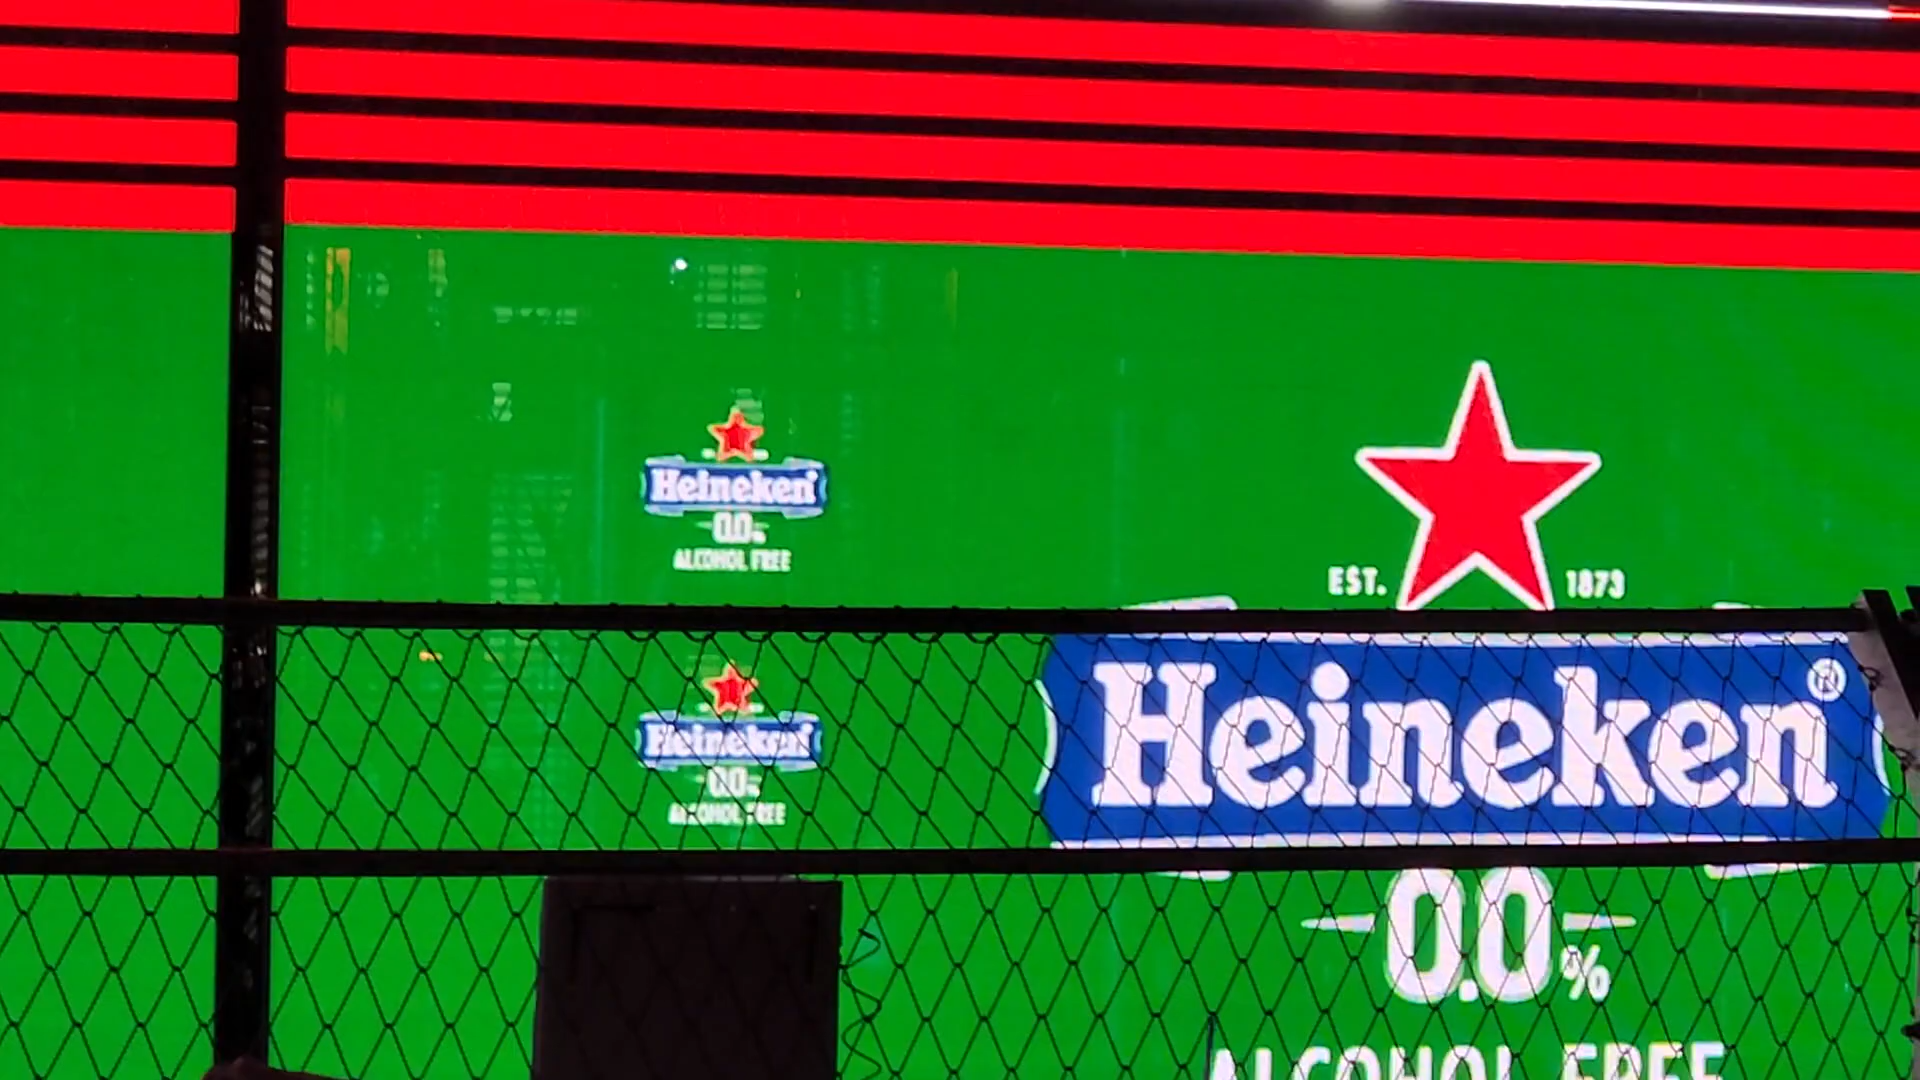 Heineken
0.0%
ALCOHOL FREE
Heineken
0.0%
ALCOHOL FREE
EST. 1873
Heineken®
0.0%
ALCOHOL FREE